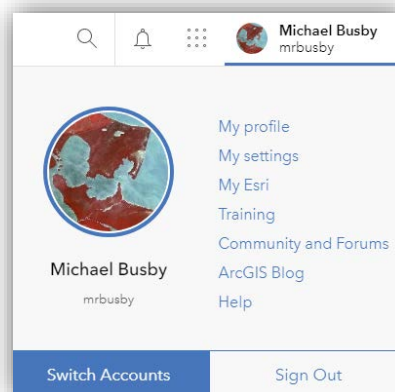 Michael Busby
mrbusby
My profile
My settings
My Esri
Training
Community and Forums
ArcGIS Blog
Help
Michael Busby
mrbusby
Switch Accounts
Sign Out